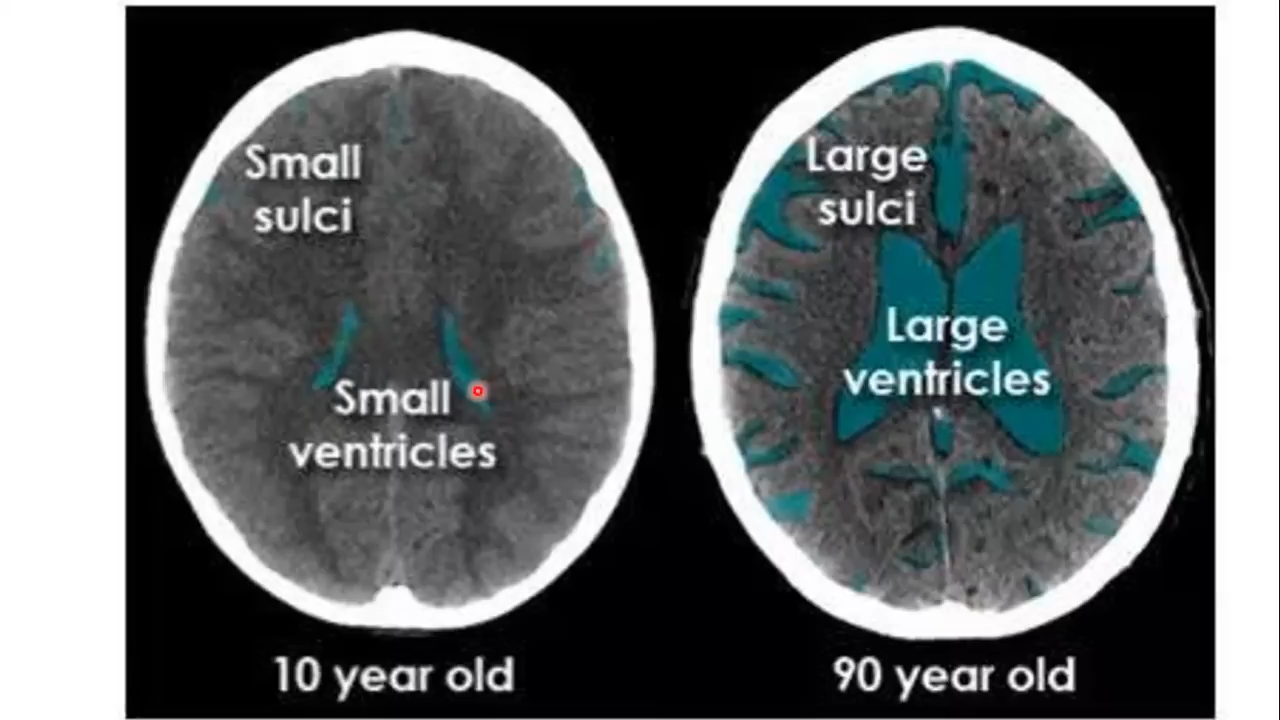 Small
sulci
Small
ventricles
10 year old
Large
sulci
Large
ventricles
90 year old